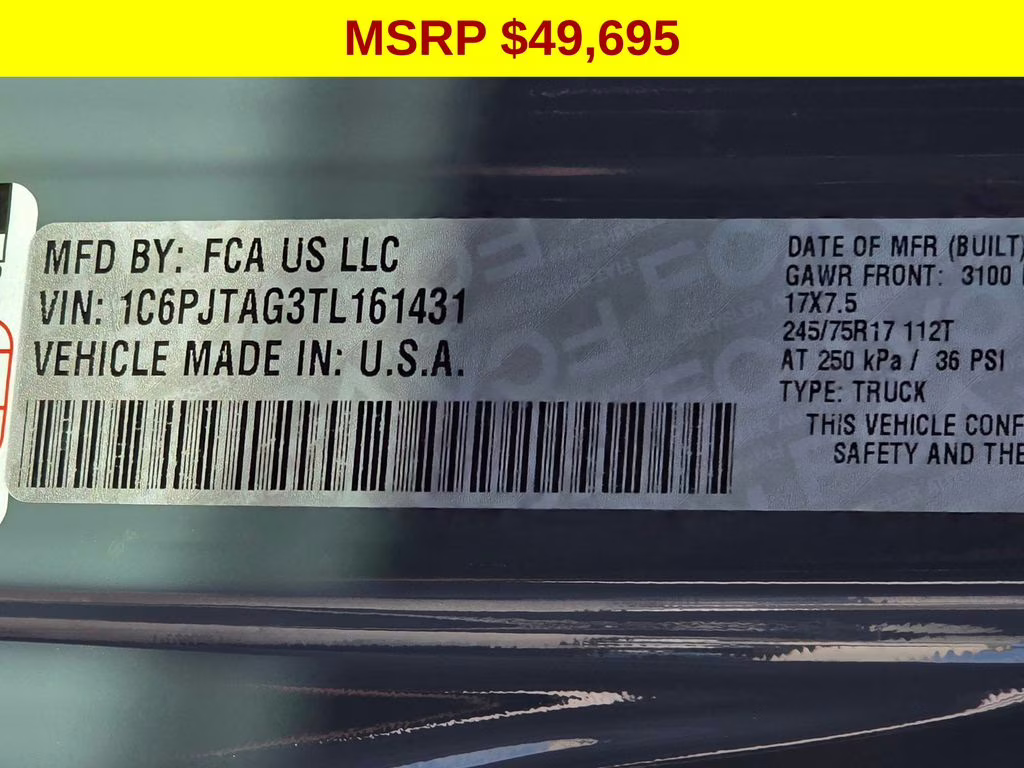 MSRP $49,695
MFD BY: FCA US LLC
VIN: 1C6PJTAG3TL161431
VEHICLE MADE IN: U.S.A.
DATE OF MFR (BUILT)
GAWR FRONT: 3100
17X7.5
245/75R17 112T
AT 250 kPa / 36 PSI
TYPE: TRUCK
THIS VEHICLE CONF
SAFETY AND THE